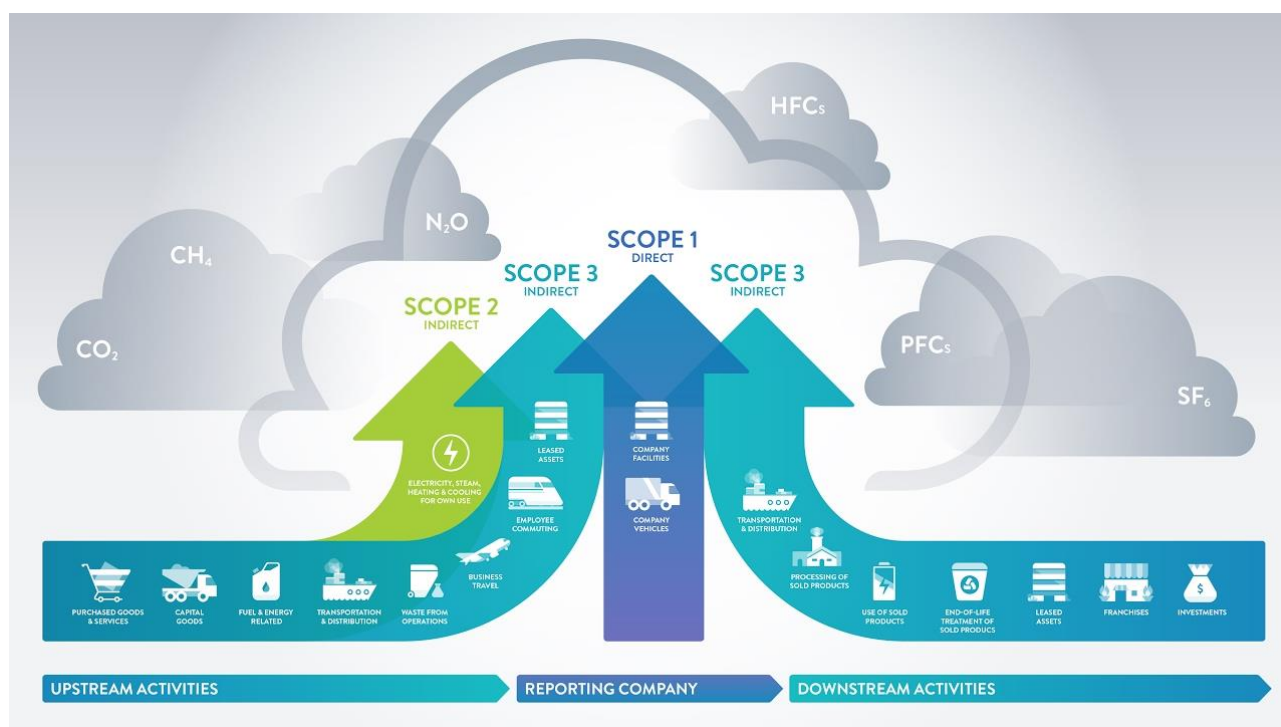 HFCs
N₂O
CH₄
CO₂
PFCs
SF₆
SCOPE 1
DIRECT
SCOPE 3
INDIRECT
SCOPE 3
INDIRECT
SCOPE 2
INDIRECT
ELECTRICITY, STEAM,
HEATING & COOLING
FOR OWN USE
LEASED
ASSETS
EMPLOYEE
COMMUTING
BUSINESS
TRAVEL
PURCHASED GOODS
& SERVICES
CAPITAL
GOODS
FUEL & ENERGY
RELATED
TRANSPORTATION
& DISTRIBUTION
WASTE FROM
OPERATIONS
COMPANY
FACILITIES
COMPANY
VEHICLES
TRANSPORTATION
& DISTRIBUTION
PROCESSING OF
SOLD PRODUCTS
USE OF SOLD
PRODUCTS
END-OF-LIFE
TREATMENT OF
SOLD PRODUCS
LEASED
ASSETS
FRANCHISES
$
INVESTMENTS
UPSTREAM ACTIVITIES
REPORTING COMPANY
DOWNSTREAM ACTIVITIES